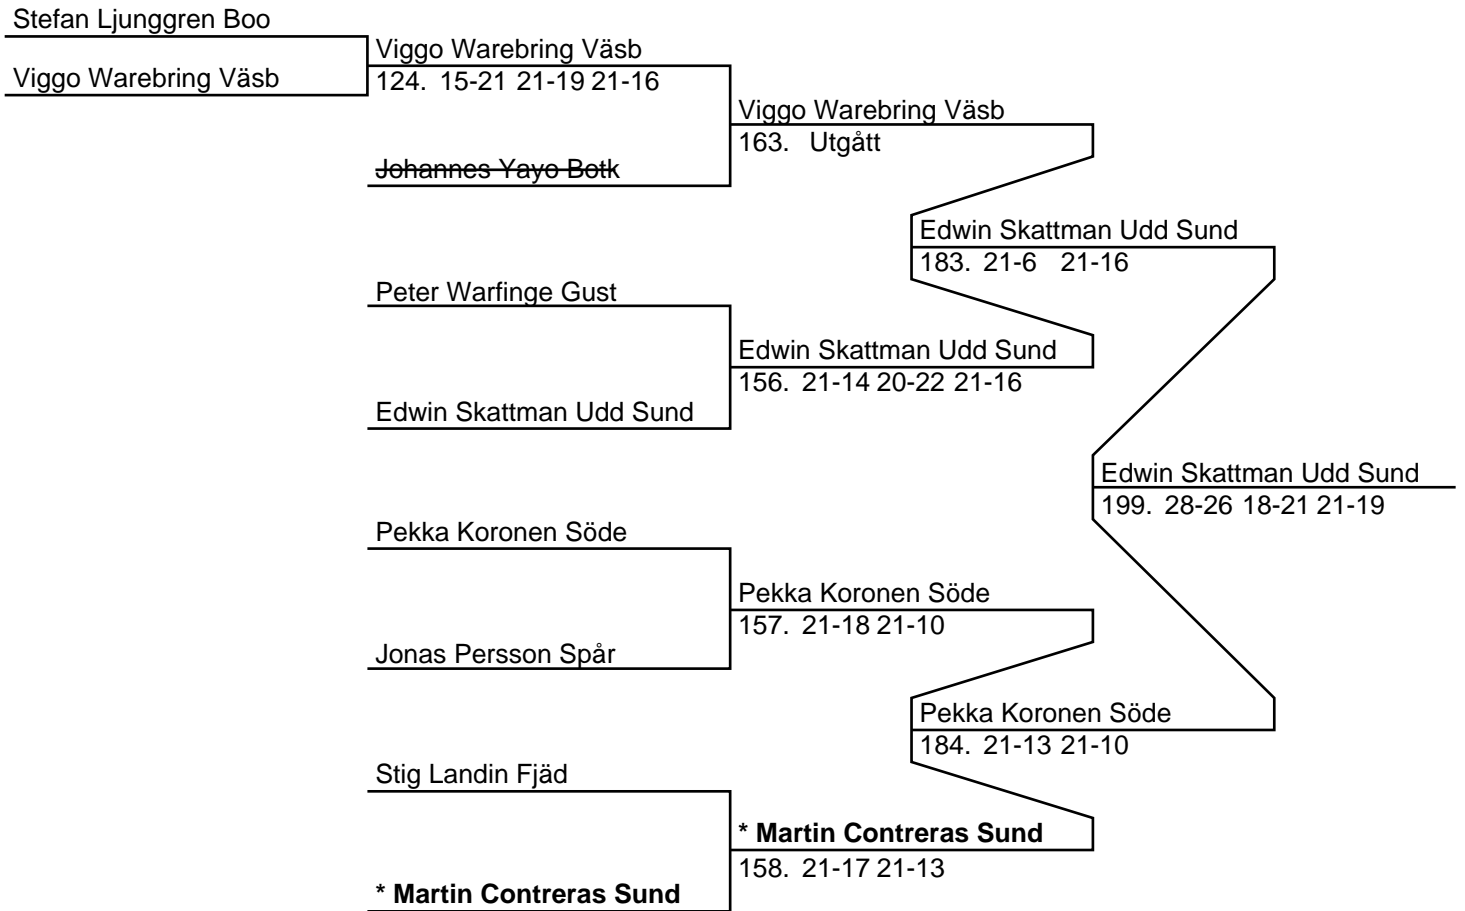 Stefan Ljunggren Boo
Viggo Warebring Väsb
Viggo Warebring Väsb
124. 15-21 21-19 21-16
Viggo Warebring Väsb
163. Utgått
Johannes Yayo Botk
Edwin Skattman Udd Sund
183. 21-6 21-16
Peter Warfinge Gust
Edwin Skattman Udd Sund
156. 21-14 20-22 21-16
Edwin Skattman Udd Sund
Edwin Skattman Udd Sund
199. 28-26 18-21 21-19
Pekka Koronen Söde
Pekka Koronen Söde
157. 21-18 21-10
Jonas Persson Spår
Pekka Koronen Söde
184. 21-13 21-10
Stig Landin Fjäd
* Martin Contreras Sund
158. 21-17 21-13
* Martin Contreras Sund